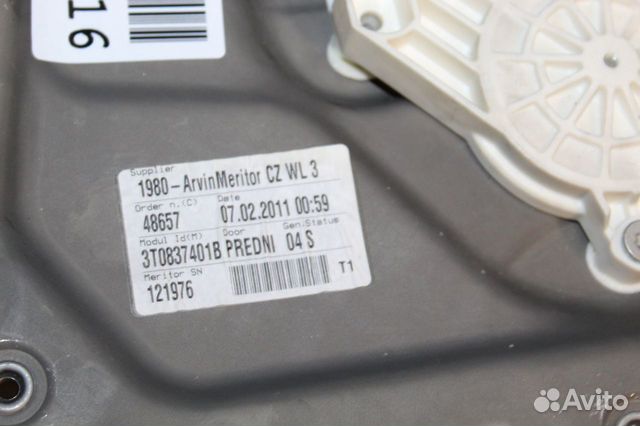 16
Supplier
1980-ArvinMeritor CZ WL 3
Order n.(C) Date
48657 07.02.2011 00:59
Modul Id(M) Door Gen.Status
3T0837401B PREDNI 04 S
Meritor SN
121976 T1
Avito